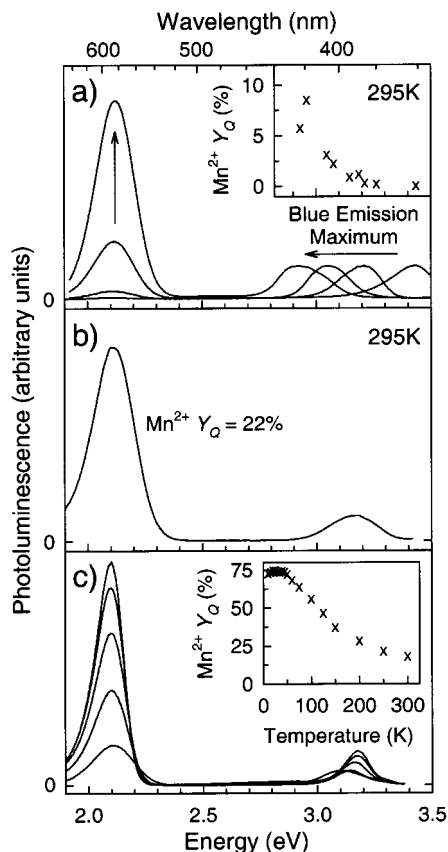 Wavelength (nm)
600 500 400
a)
295K
Mn2+ YQ (%)
10
5
0
Blue Emission
Maximum
0
b)
295K
Mn2+ YQ = 22%
0
c)
Mn2+ YQ (%)
75
50
25
0
0 100 200 300
Temperature (K)
0
Photoluminescence (arbitrary units)
2.0 2.5 3.0 3.5
Energy (eV)